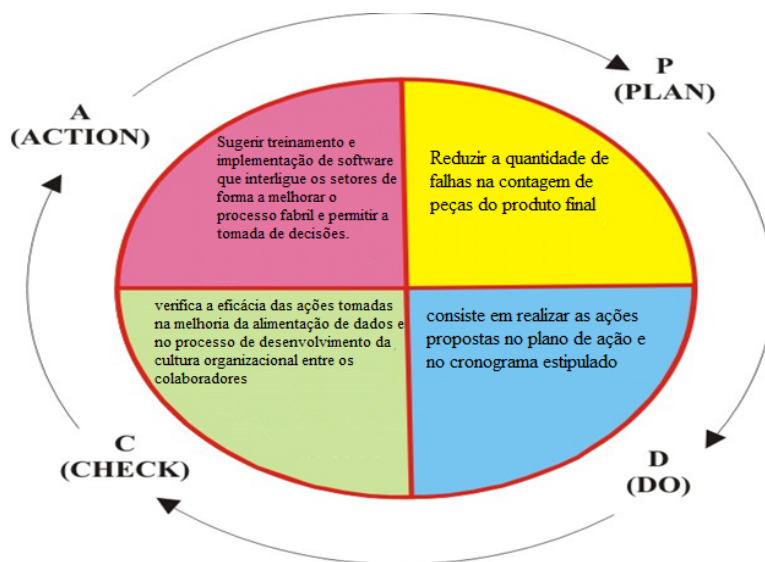 P
(PLAN)
A
(ACTION)
Sugerir treinamento e
implementação de software
que interligue os setores de
forma a melhorar o
processo fabril e permitir a
tomada de decisões.
Reduzir a quantidade de
falhas na contagem de
peças do produto final
verifica a eficácia das ações tomadas
na melhoria da alimentação de dados e
no processo de desenvolvimento da
cultura organizacional entre os
colaboradores
consiste em realizar as ações
propostas no plano de ação e
no cronograma estipulado
C
(CHECK)
D
(DO)